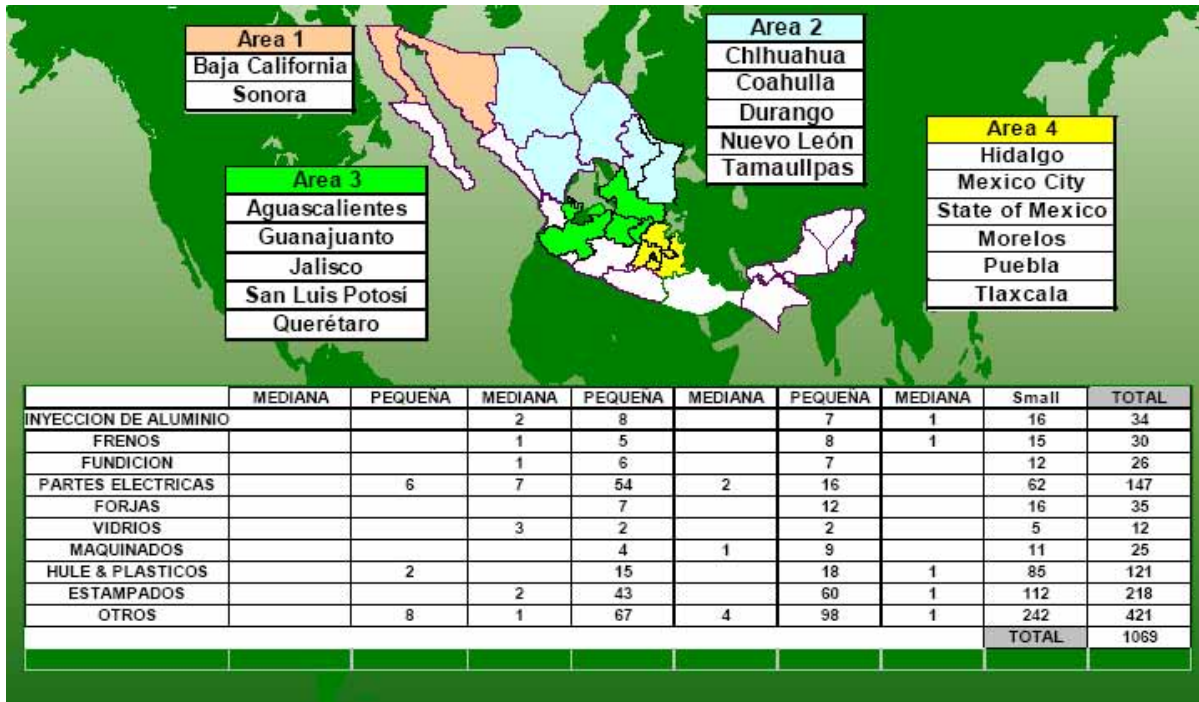 Area 1
Baja California
Sonora
Area 2
Chihuahua
Coahulla
Durango
Nuevo León
Tamaulipas
Area 3
Aguascalientes
Guanajuanto
Jalisco
San Luis Potosí
Querétaro
Area 4
Hidalgo
Mexico City
State of Mexico
Morelos
Puebla
Tlaxcala
MEDIANA PEQUEÑA MEDIANA PEQUENA MEDIANA PEQUEÑA MEDIANA Small TOTAL
INYECCION DE ALUMINIO 2 8 7 1 16 34
FRENOS 1 5 8 1 15 30
FUNDICION 1 6 7 12 26
PARTES ELECTRICAS 6 7 54 2 16 62 147
FORJAS 7 12 16 35
VIDRIOS 3 2 2 5 12
MAQUINADOS 4 1 9 11 25
HULE & PLASTICOS 2 15 18 1 85 121
ESTAMPADOS 2 43 60 1 112 218
OTROS 8 1 67 4 98 1 242 421
TOTAL 1069